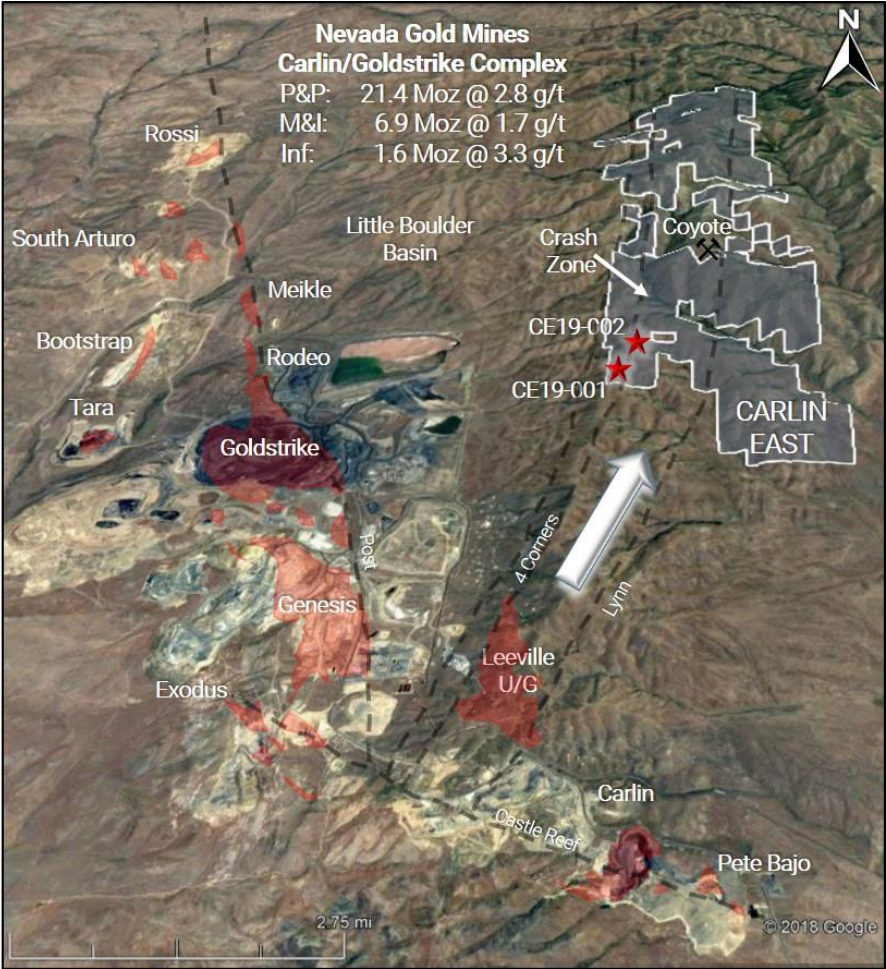 N
Nevada Gold Mines
Carlin/Goldstrike Complex
P&P: 21.4 Moz @ 2.8 g/t
M&I: 6.9 Moz @ 1.7 g/t
Inf: 1.6 Moz @ 3.3 g/t
Rossi
South Arturo
Little Boulder
Basin
Crash
Zone
Coyote
Meikle
CE19-002
Bootstrap
Rodeo
CE19-001
Tara
CARLIN
EAST
Goldstrike
Post
4 Corners
Lynn
Genesis
Leeville
U/G
Exodus
Carlin
Castle Reef
Pete Bajo
2.75 mi
© 2018 Google